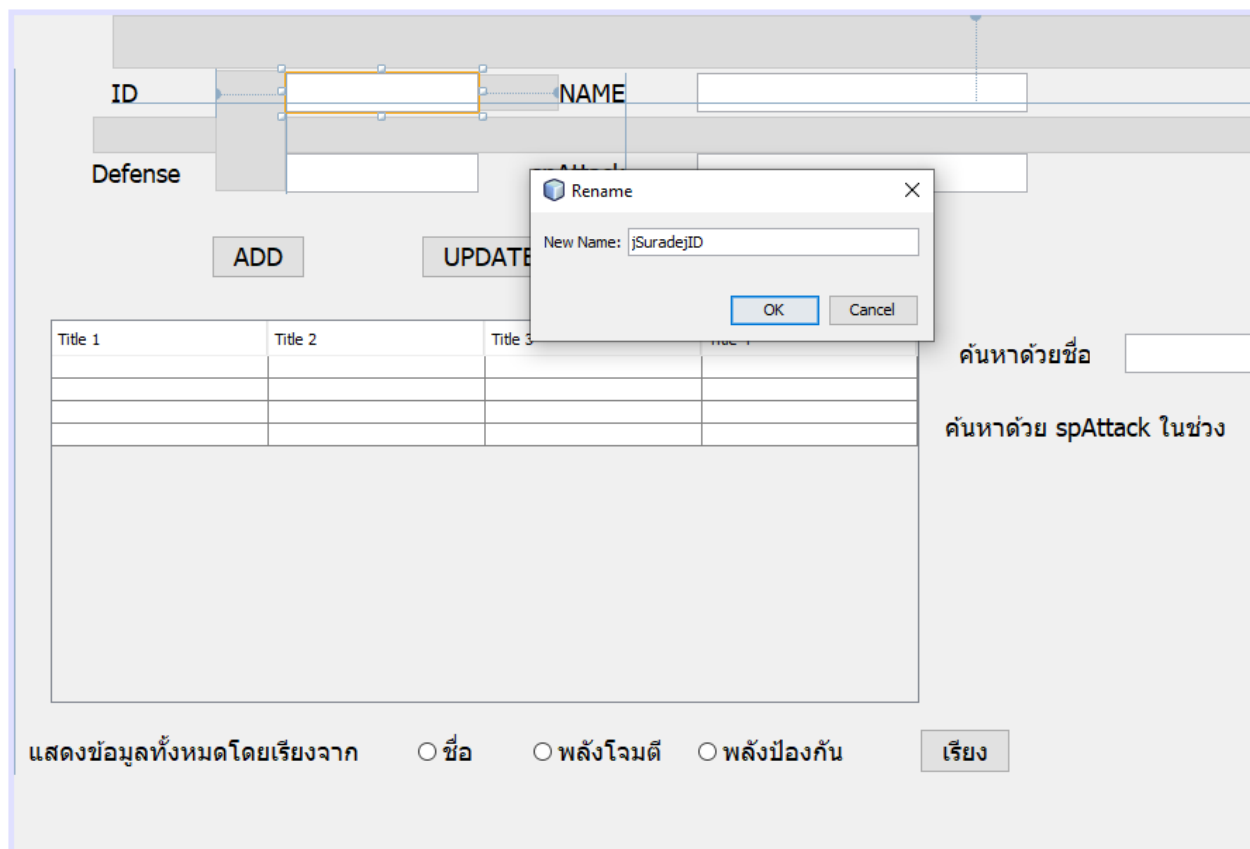 ID
NAME
Defense
Rename
New Name: jSuradejID
OK
Cancel
ADD
Title 1
Title 2
Title 3
ค้นหาด้วยชื่อ
ค้นหาด้วย spAttack ในช่วง
แสดงข้อมูลทั้งหมดโดยเรียงจาก
ชื่อ
พลังโจมตี
พลังป้องกัน
เรียง